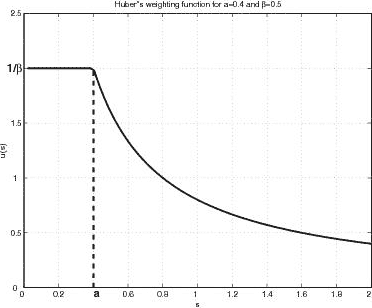 Huber"s weighting function for a=0.4 and β=0.5
2.5
1/β
1.5
u(s)
1
0.5
0
0 0.2 a 0.6 0.8 1 1.2 1.4 1.6 1.8 2
s